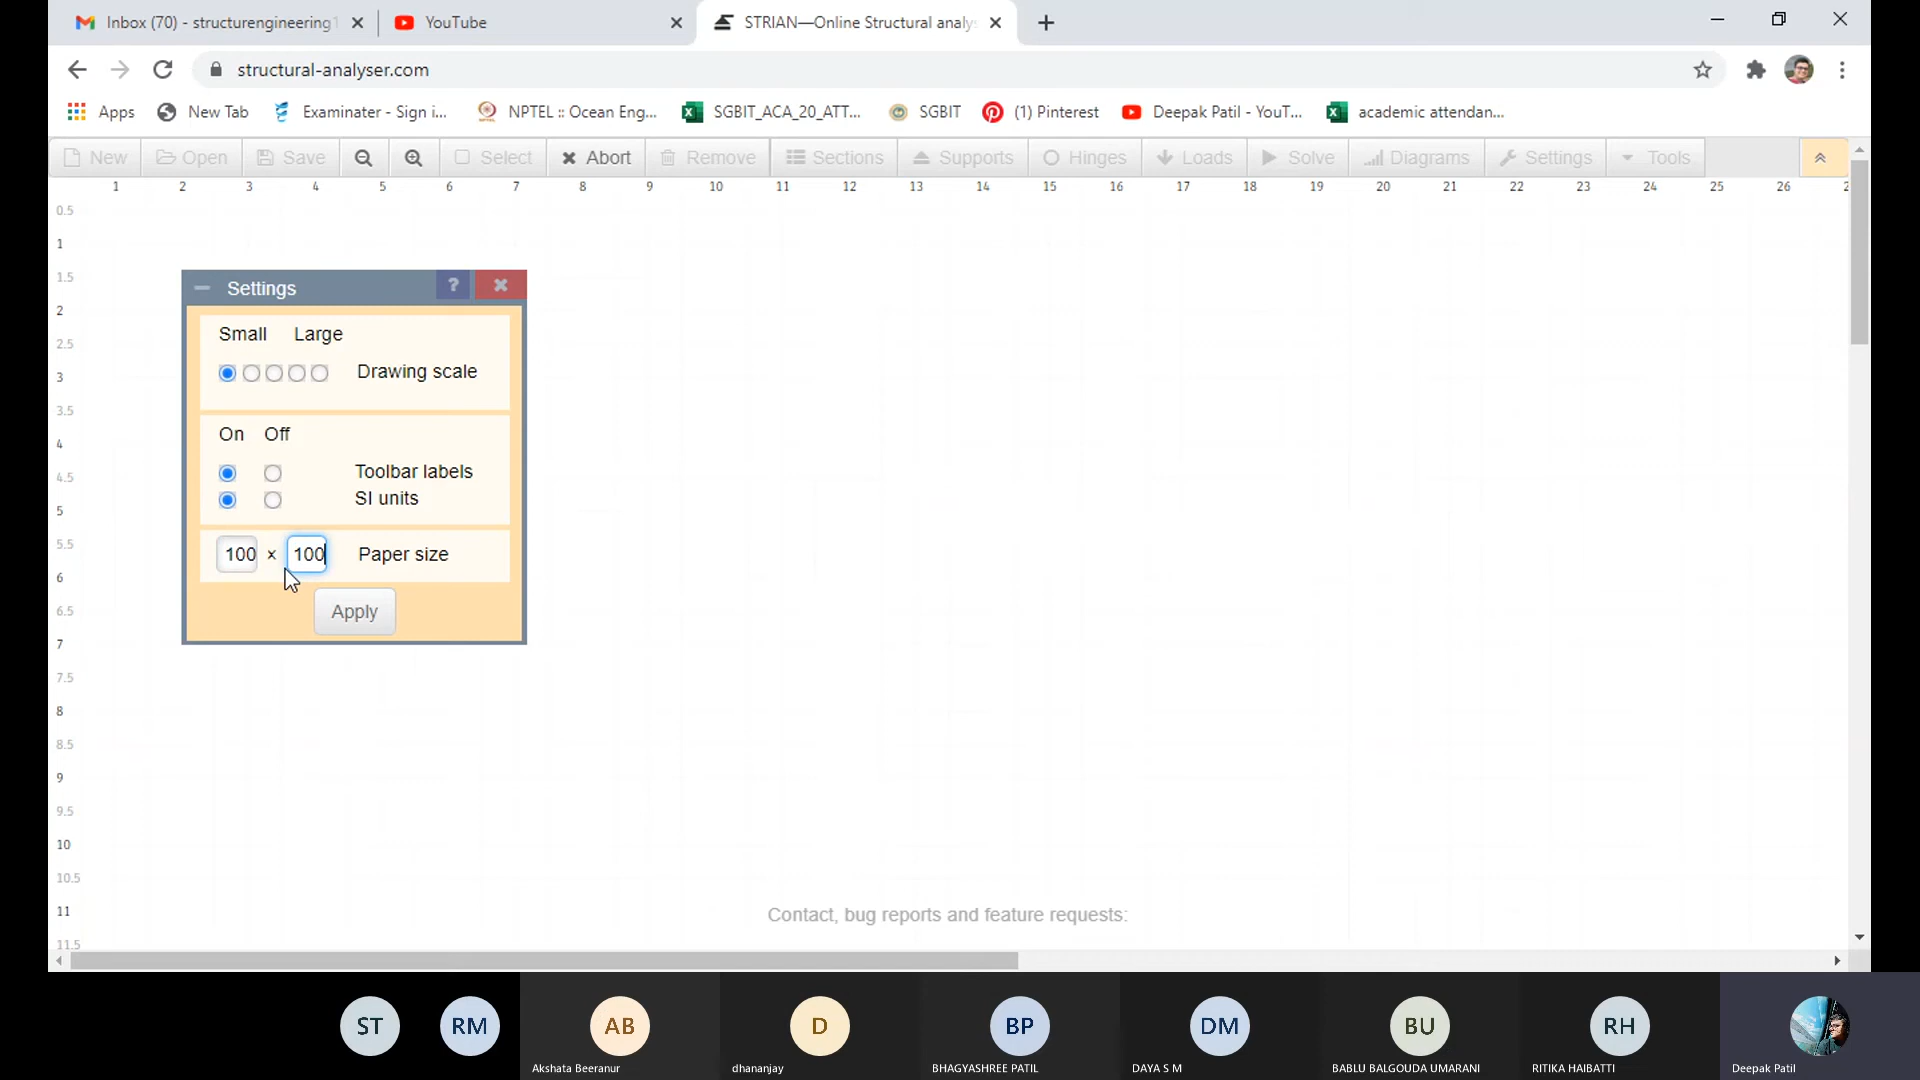 Inbox (70) - structurengineering1
YouTube
STRIAN—Online Structural analy
structural-analyser.com
Apps
New Tab
Examinater - Sign i...
NPTEL :: Ocean Eng...
SGBIT_ACA_20_ATT...
SGBIT
(1) Pinterest
Deepak Patil - YouT...
academic attendan...
New
Open
Save
Select
Abort
Remove
Sections
Supports
Hinges
Loads
Solve
Diagrams
Settings
Tools
1 2 3 4 5 6 7 8 9 10 11 12 13 14 15 16 17 18 19 20 21 22 23 24 25 26 2
0.5
1
1.5
2
2.5
3
3.5
4
4.5
5
5.5
6
6.5
7
7.5
8
8.5
9
9.5
10
10.5
11
11.5
Settings
?
Small Large
Drawing scale
On Off
Toolbar labels
SI units
100 × 100 Paper size
Apply
Contact, bug reports and feature requests:
ST
RM
AB
D
BP
DM
BU
RH
Akshata Beeranur
dhananjay
BHAGYASHREE PATIL
DAYA S M
BABLU BALGOUDA UMARANI
RITIKA HAIBATTI
Deepak Patil